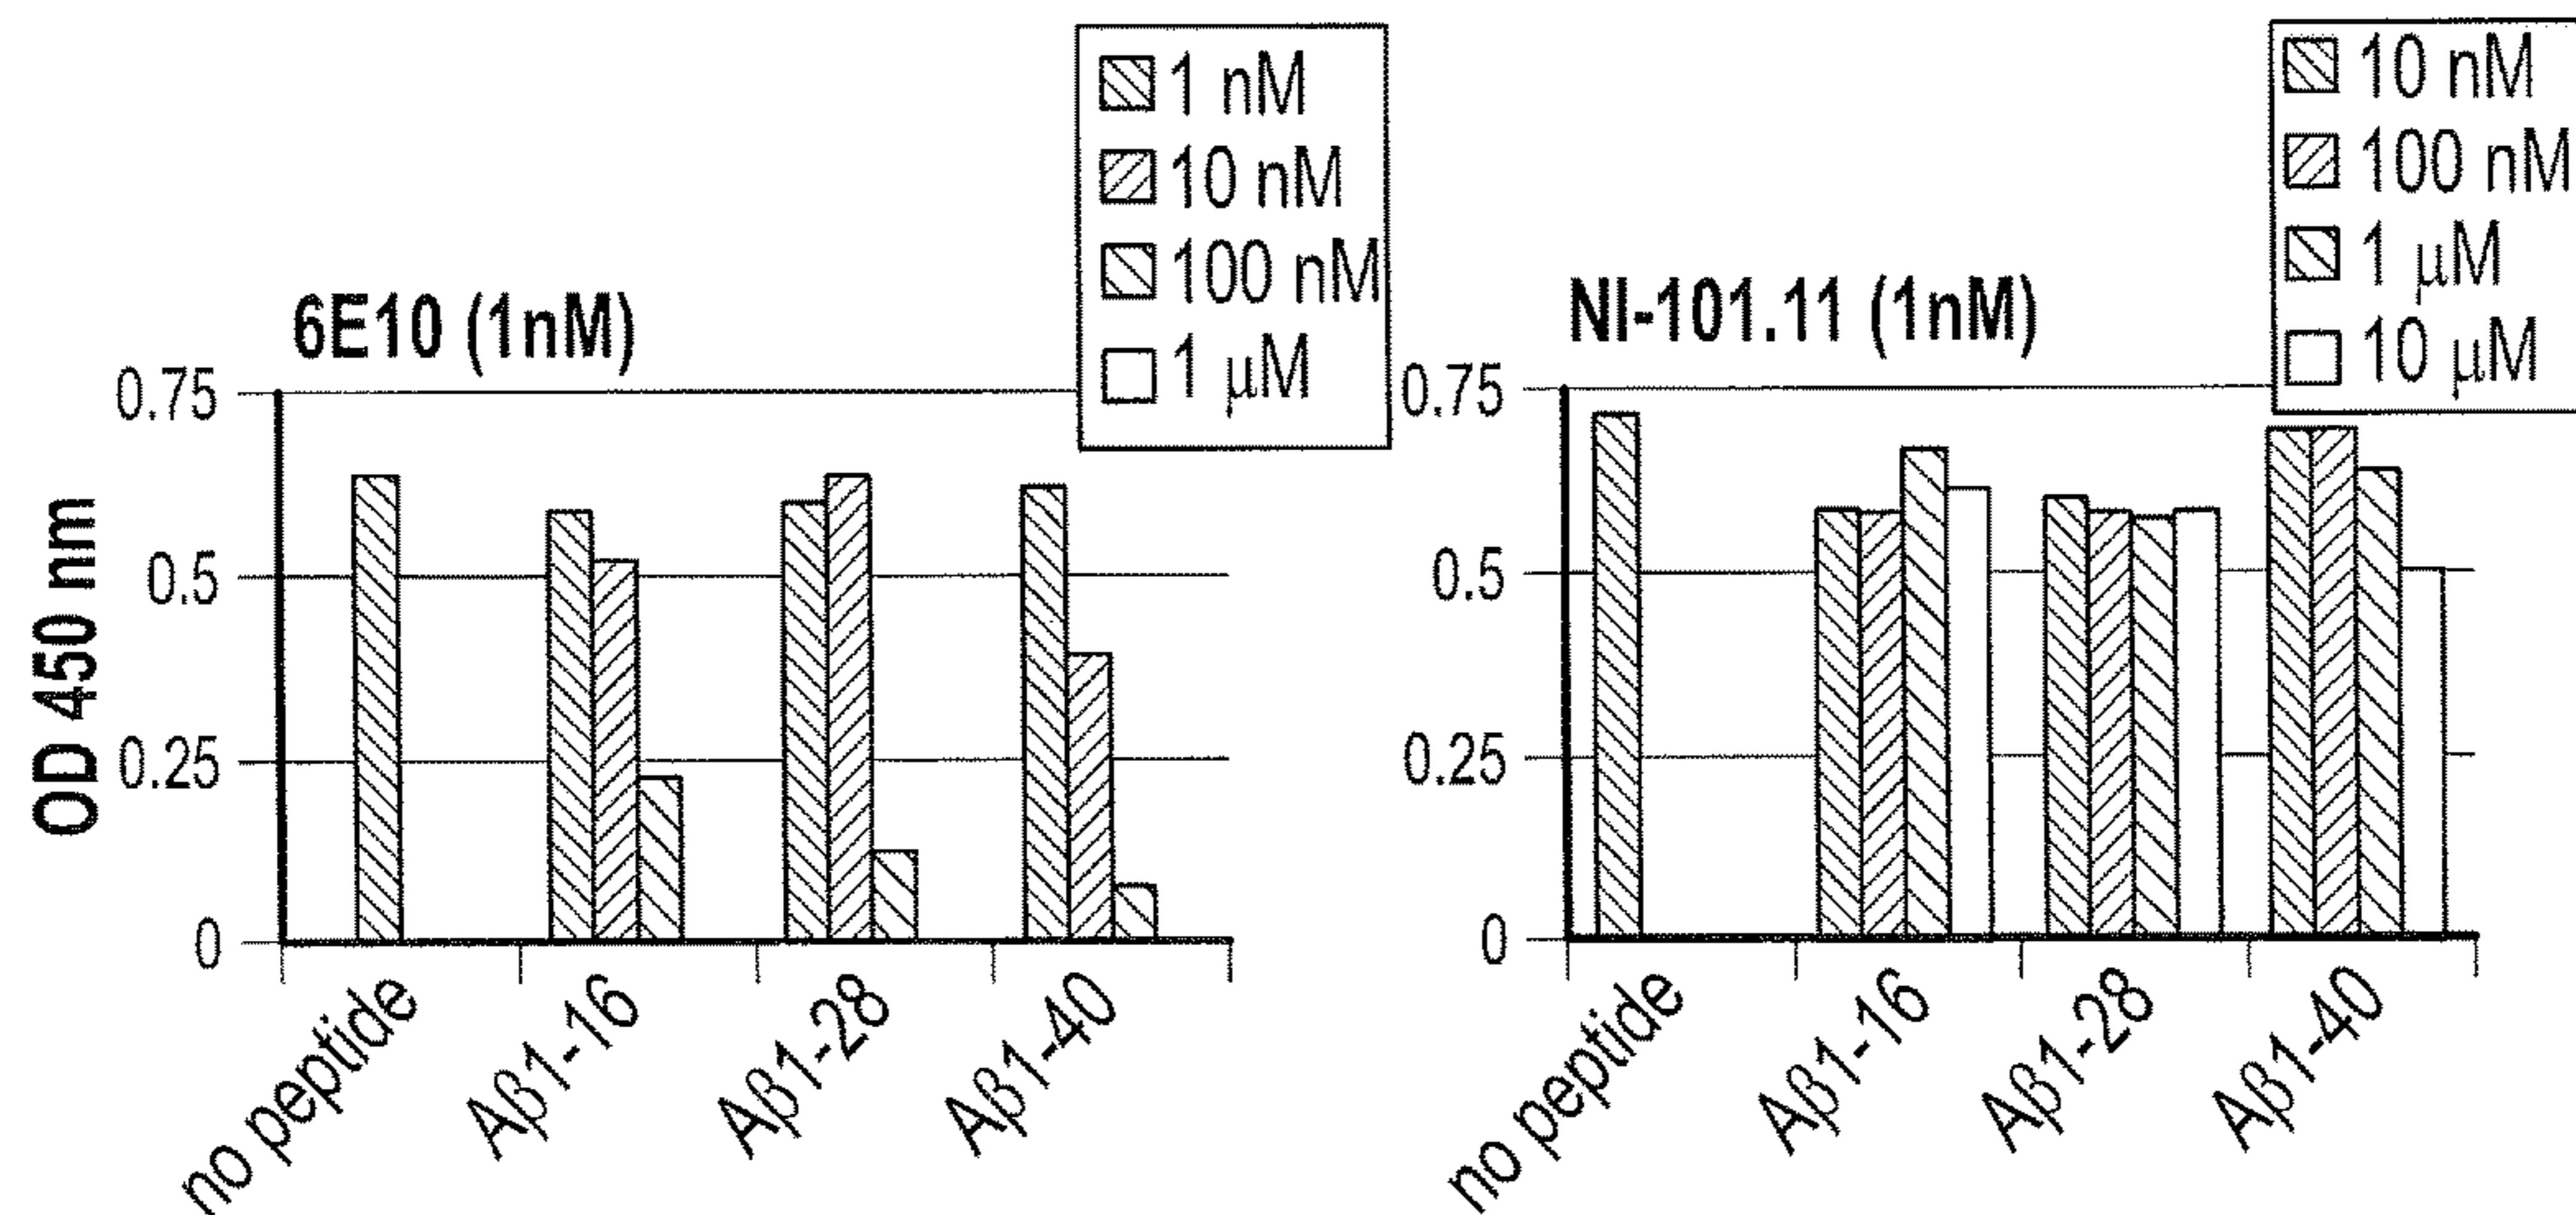 1 nM
10 nM
100 nM
1 μM
6E10 (1nM)
OD 450 nm
0.75
0.5
0.25
0
no peptide
Aβ1-16
Aβ1-28
Aβ1-40
10 nM
100 nM
1 μM
10 μM
NI-101.11 (1nM)
0.75
0.5
0.25
0
no peptide
Aβ1-16
Aβ1-28
Aβ1-40